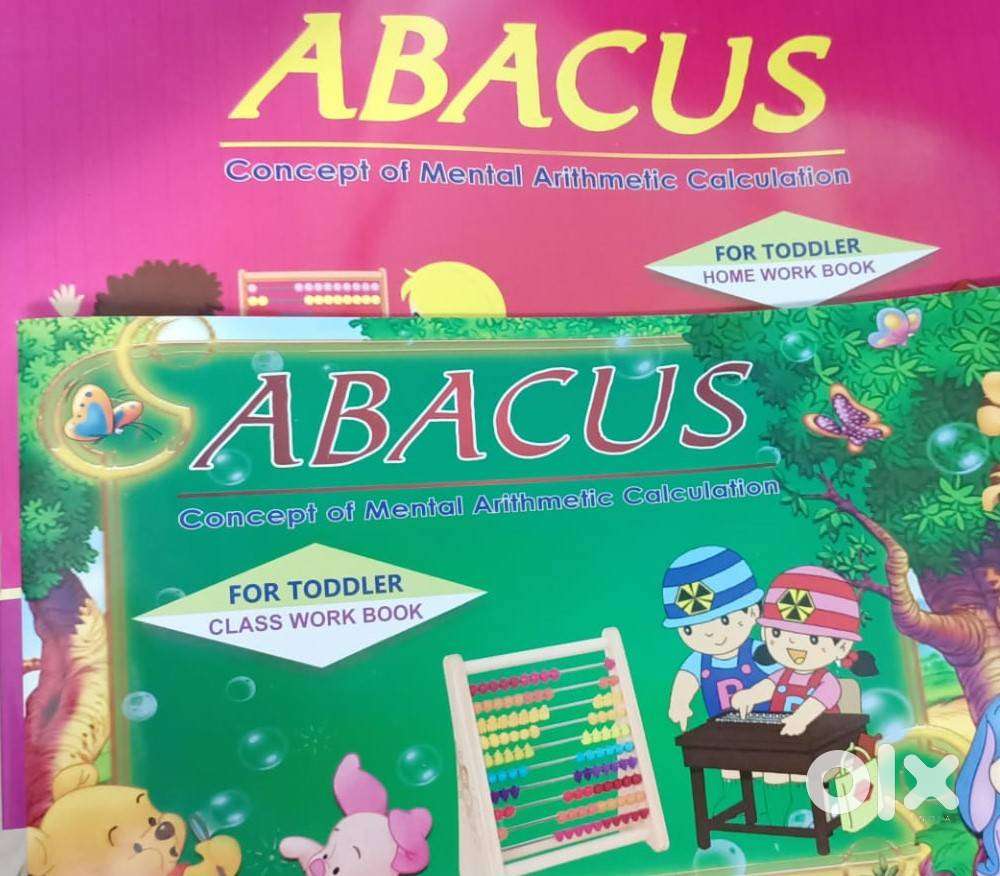 ABACUS
Concept of Mental Arithmetic Calculation
FOR TODDLER
HOME WORK BOOK
ABACUS
Concept of Mental Arithmetic Calculation
FOR TODDLER
CLASS WORK BOOK
olx
INDIA